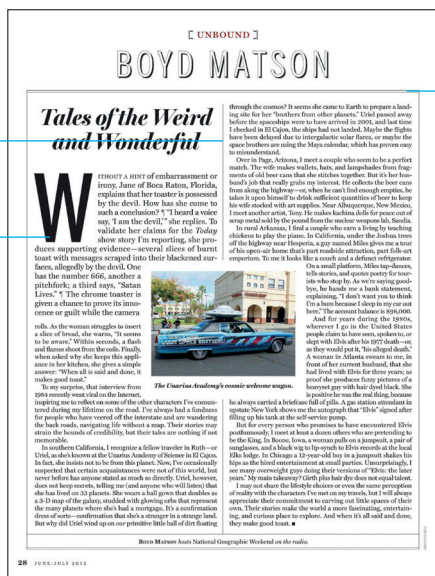 [ UNBOUND ]
BOYD MATSON
Tales of the Weird
and Wonderful
WITHOUT A HINT of embarrassment or
irony, June of Boca Raton, Florida,
explains that her toaster is possessed
by the devil. How has she come to
such a conclusion? ¶ "I heard a voice
say, 'I am the devil,'" she replies. To
validate her claims for the Today
show story I'm reporting, she pro-
duces supporting evidence—several slices of burnt
toast with messages scraped into their blackened sur-
faces, allegedly by the devil. One
has the number 666, another a
pitchfork; a third says, "Satan
Lives." ¶ The chrome toaster is
given a chance to prove its inno-
cence or guilt while the camera
rolls. As the woman struggles to insert
a slice of bread, she warns, "It seems
to be aware." Within seconds, a flash
and flames shoot from the coils. Finally,
when asked why she keeps this appli-
ance in her kitchen, she gives a simple
answer: "When all is said and done, it
makes good toast."
To my surprise, that interview from
1984 recently went viral on the Internet,
inspiring me to reflect on some of the other characters I've encoun-
tered during my lifetime on the road. I've always had a fondness
for people who have veered off the interstate and are wandering
the back roads, navigating life without a map. Their stories may
strain the bounds of credibility, but their tales are nothing if not
memorable.
In southern California, I recognize a fellow traveler in Ruth—or
Uriel, as she's known at the Unarius Academy of Science in El Cajon.
In fact, she insists not to be from this planet. Now, I've occasionally
suspected that certain acquaintances were not of this world, but
never before has anyone stated as much so directly. Uriel, however,
does not keep secrets, telling me (and anyone who will listen) that
she has lived on 32 planets. She wears a ball gown that doubles as
a 3-D map of the galaxy, studded with glowing orbs that represent
the many planets where she's had a mortgage. It's a confirmation
dress of sorts—confirmation that she's a stranger in a strange land.
But why did Uriel wind up on our primitive little ball of dirt floating
The Unarius Academy's cosmic welcome wagon.
through the cosmos? It seems she came to Earth to prepare a land-
ing site for her "brothers from other planets." Uriel passed away
before the spaceships were to have arrived in 2001, and last time
I checked in El Cajon, the ships had not landed. Maybe the flights
have been delayed due to intergalactic solar flares, or maybe the
space brothers are using the Maya calendar, which has proven easy
to misunderstand.
Over in Page, Arizona, I meet a couple who seem to be a perfect
match. The wife makes wallets, hats, and lampshades from frag-
ments of old beer cans that she stitches together. But it's her hus-
band's job that really grabs my interest. He collects the beer cans
from along the highway—or, when he can't find enough empties, he
takes it upon himself to drink sufficient quantities of beer to keep
his wife stocked with art supplies. Near Albuquerque, New Mexico,
I meet another artist, Tony. He makes kachina dolls for peace out of
scrap metal sold by the pound from the nuclear weapons lab, Sandia.
In rural Arkansas, I find a couple who earn a living by teaching
chickens to play the piano. In California, under the Joshua trees
off the highway near Hesperia, a guy named Miles gives me a tour
of his open-air home that's part roadside attraction, part folk-art
emporium. To me it looks like a couch and a defunct refrigerator.
On a small platform, Miles tap-dances,
tells stories, and quotes poetry for tour-
ists who stop by. As we're saying good-
bye, he hands me a bank statement,
explaining, "I don't want you to think
I'm a bum because I sleep in my car out
here." The account balance is $98,000.
And for years during the 1980s,
wherever I go in the United States
people claim to have seen, spoken to, or
slept with Elvis after his 1977 death—or,
as they would put it, "his alleged death."
A woman in Atlanta swears to me, in
front of her current husband, that she
had lived with Elvis for three years; as
proof she produces fuzzy pictures of a
heavyset guy with hair dyed black. She
is positive he was the real thing, because
he always carried a briefcase full of pills. A gas station attendant in
upstate New York shows me the autograph that "Elvis" signed after
filling up his tank at the self-service pump.
But for every person who promises to have encountered Elvis
posthumously, I meet at least a dozen others who are pretending to
be the King. In Boone, Iowa, a woman pulls on a jumpsuit, a pair of
sunglasses, and a black wig to lip-synch to Elvis records at the local
Elks lodge. In Chicago a 12-year-old boy in a jumpsuit shakes his
hips as the hired entertainment at small parties. Unsurprisingly, I
see many overweight guys doing their versions of "Elvis: the later
years." My main takeaway? Girth plus hair dye does not equal talent.
I may not share the lifestyle choices or even the same perception
of reality with the characters I've met on my travels, but I will always
appreciate their commitment to carving out little spaces of their
own. Their stories make the world a more fascinating, entertain-
ing, and curious place to explore. And when it's all said and done,
they make good toast. ■
BOYD MATSON hosts National Geographic Weekend on the radio.
28 JUNE/JULY 2013